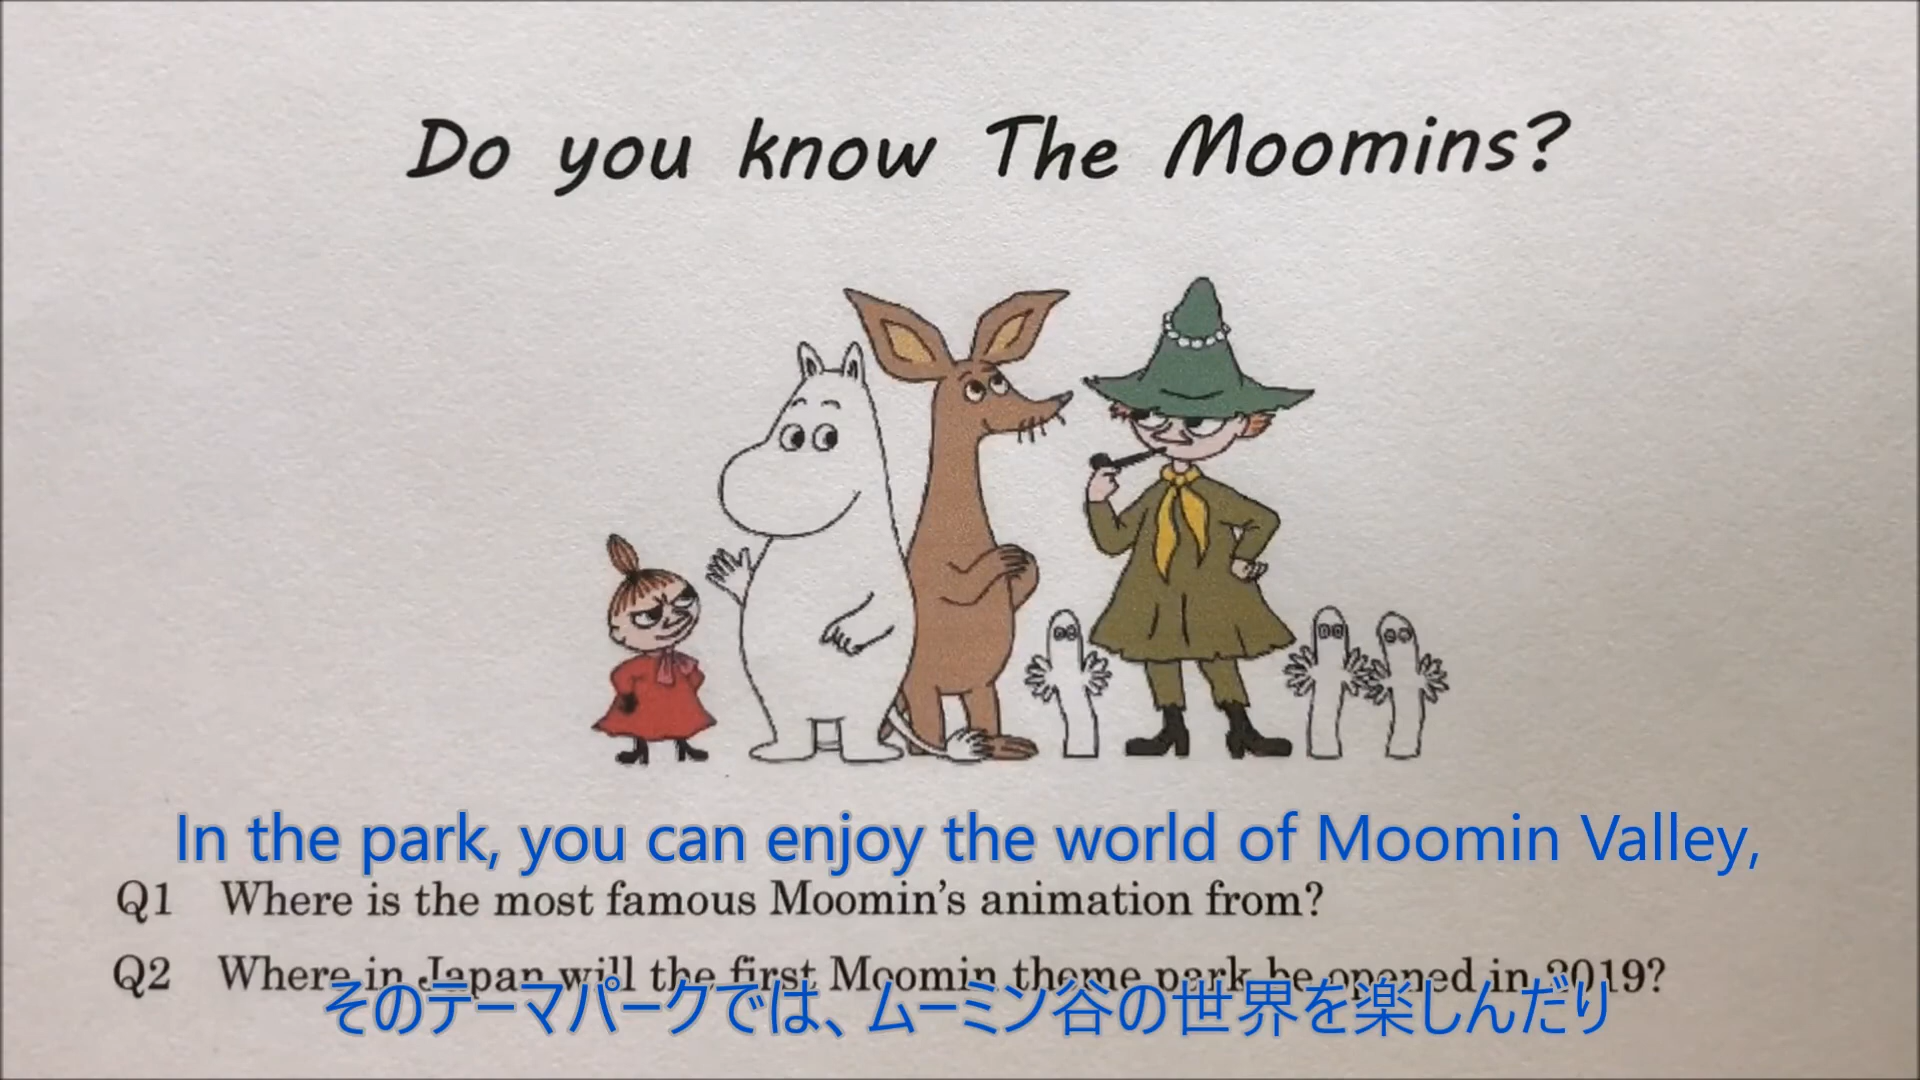 Do you know The Moomins?
In the park, you can enjoy the world of Moomin Valley,
Q1 Where is the most famous Moomin's animation from?
Q2 Where in Japan will the first Moomin theme park be opened in 2019?
そのテーマパークでは、ムーミン谷の世界を楽しんだり